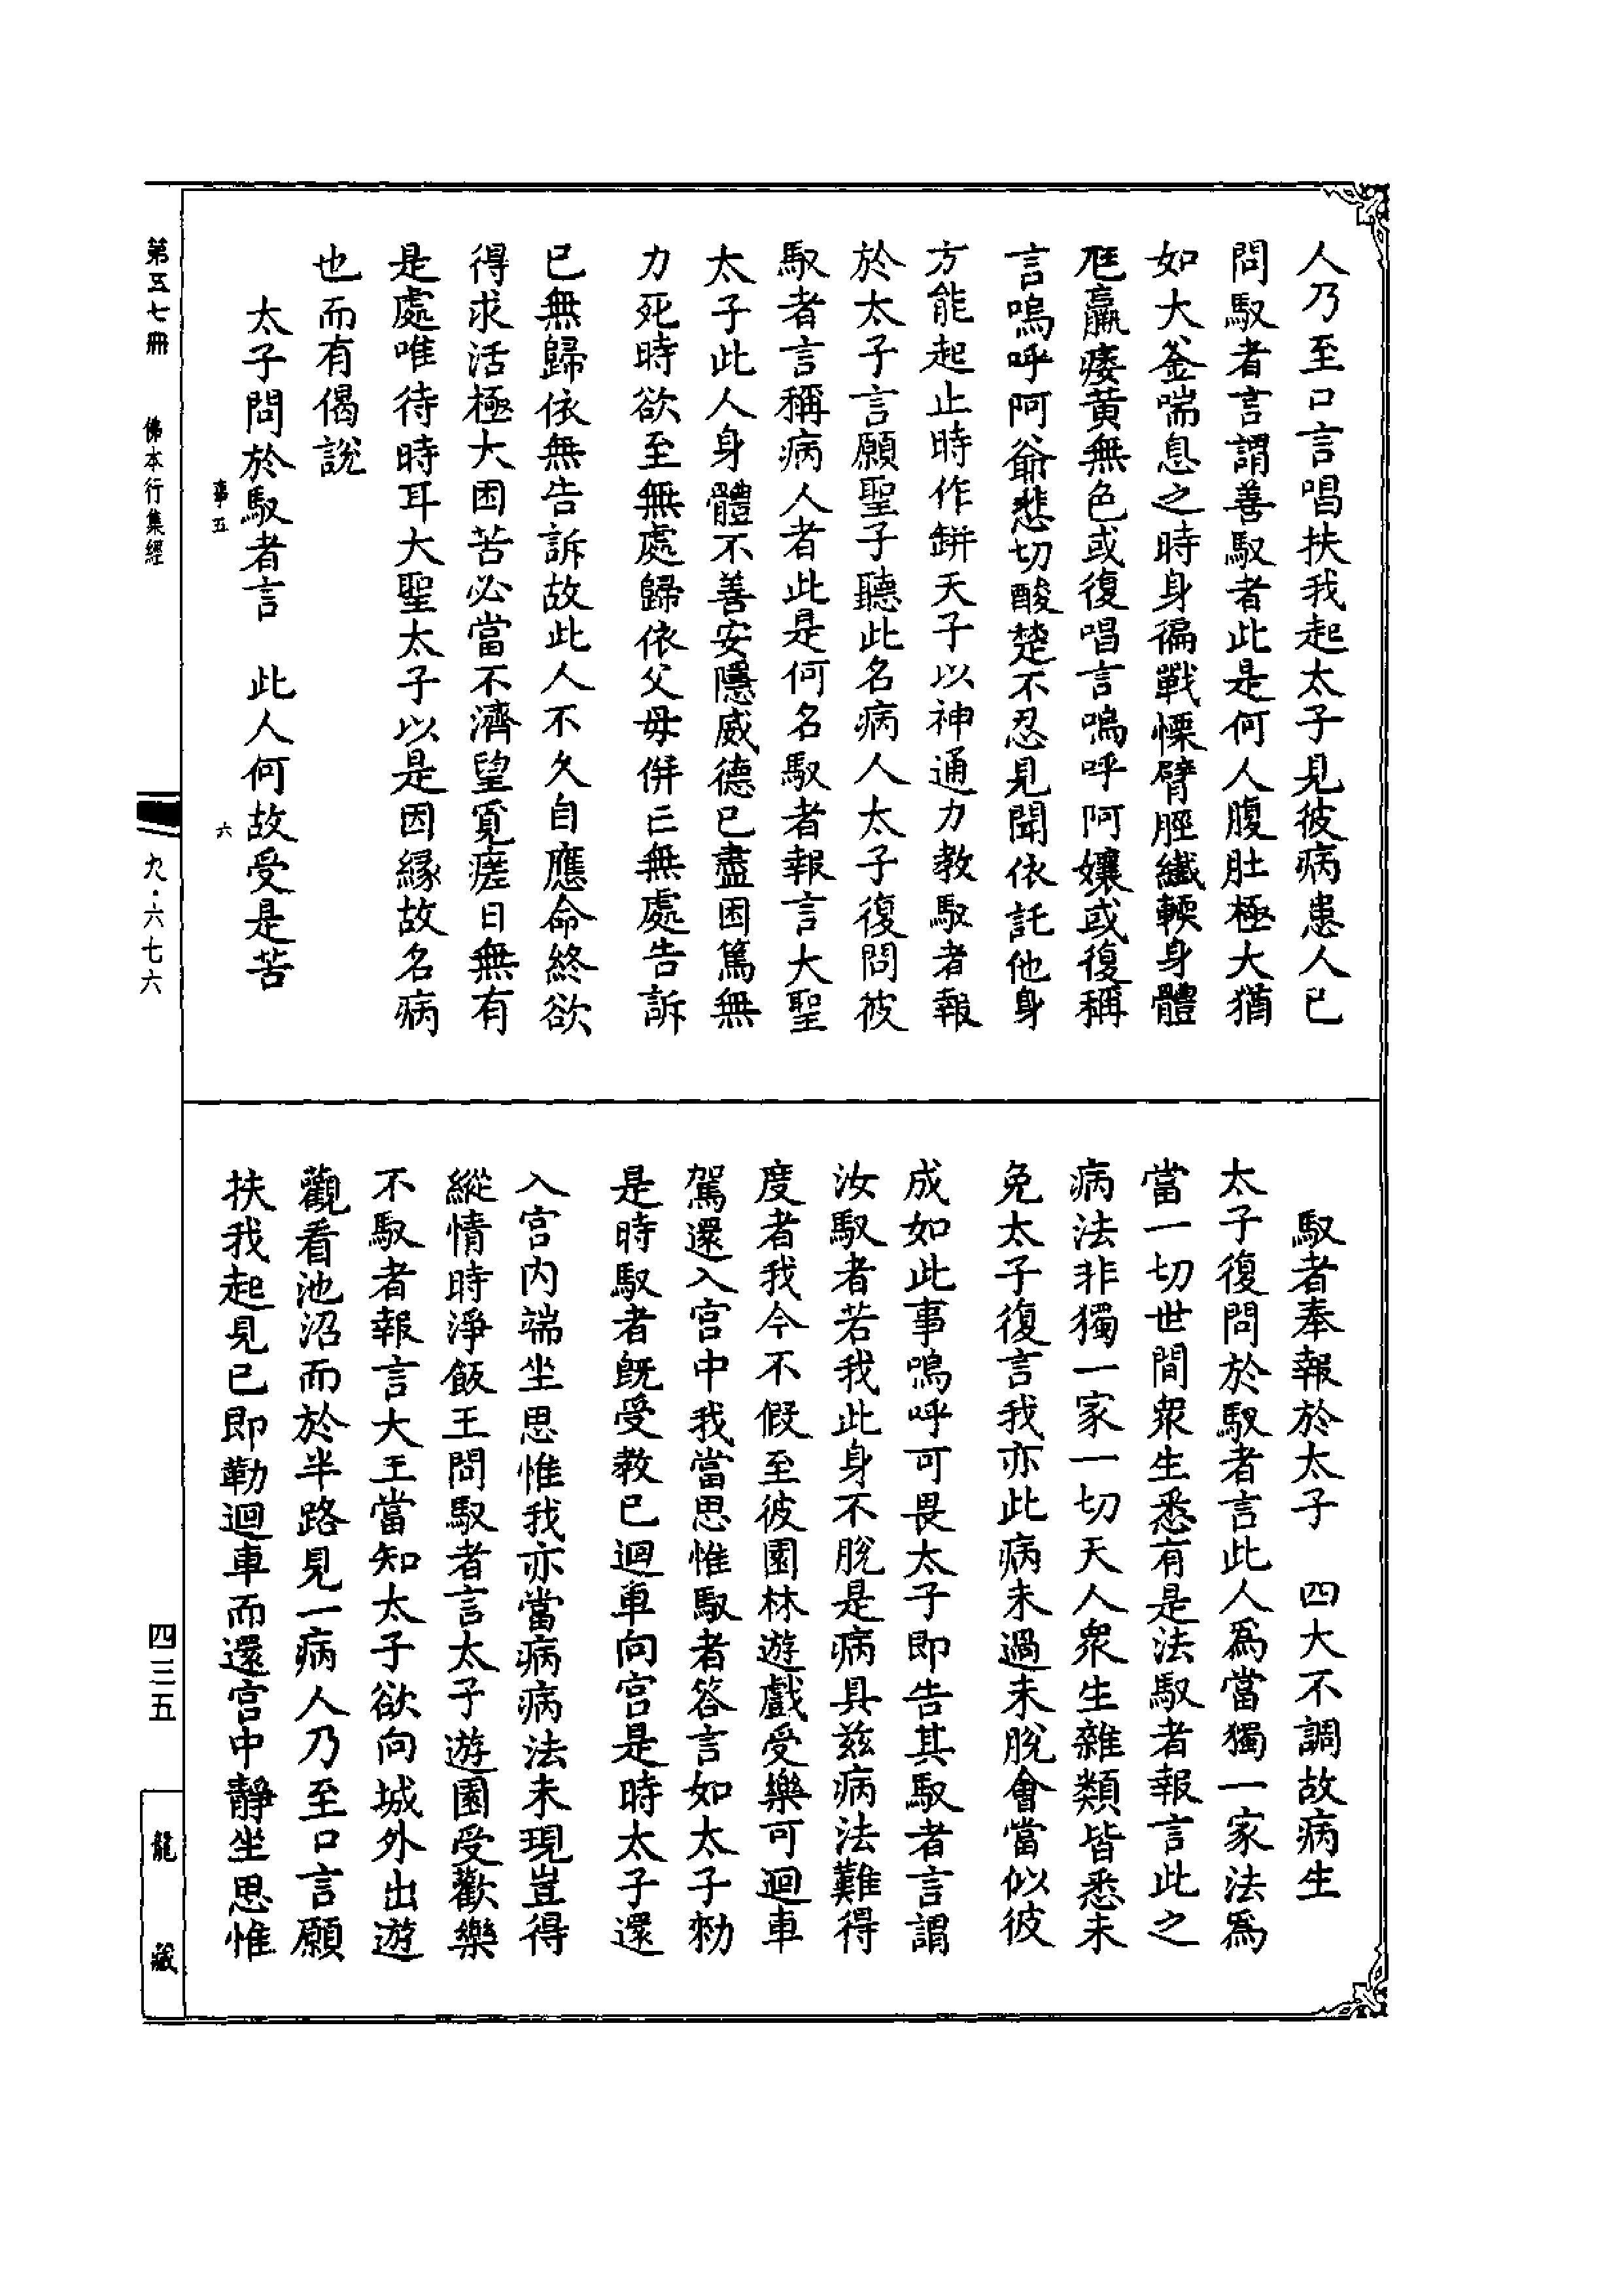 人乃至口言唱扶我起太子見彼病患人已
問馭者言謂善馭者此是何人腹肚極大猶
如大釜喘息之時身徧戰慄臂脛纖輭身體
尫羸痿黃無色或復唱言嗚呼阿孃或復稱
言嗚呼阿爺悲切酸楚不忍見聞依託他身
方能起止時作缾天子以神通力教馭者報
於太子言願聖子聽此名病人太子復問彼
馭者言稱病人者此是何名馭者報言大聖
太子此人身體不善安隱威德已盡困篤無
力死時欲至無處歸依父母併亡無處告訴
已無歸依無告訴故此人不久自應命終欲
得求活極大困苦必當不濟望覓瘥日無有
是處唯待時耳大聖太子以是因緣故名病
也而有偈說
太子問於馭者言　此人何故受是苦
事五　六
馭者奉報於太子　四大不調故病生
太子復問於馭者言此人為當獨一家法為
當一切世間眾生悉有是法馭者報言此之
病法非獨一家一切天人眾生雜類皆悉未
免太子復言我亦此病未過未脫會當似彼
成如此事嗚呼可畏太子即告其馭者言謂
汝馭者若我此身不脫是病具茲病法難得
度者我今不假至彼園林遊戲受樂可迴車
駕還入宮中我當思惟馭者答言如太子勑
是時馭者既受教已迴車向宮是時太子還
入宮內端坐思惟我亦當病病法未現豈得
縱情時淨飯王問馭者言太子遊園受歡樂
不馭者報言大王當知太子欲向城外出遊
觀看池沼而於半路見一病人乃至口言願
扶我起見已即勒迴車而還宮中靜坐思惟
第五七冊　佛本行集經　九·六七六　四三五　龍藏